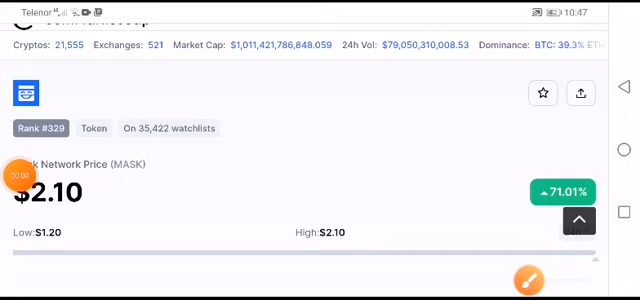 Telenor 10:47
Cryptos: 21,555 Exchanges: 521 Market Cap: $1,011,421,786,848.059 24h Vol: $79,050,310,008.53 Dominance: BTC: 39.3% ETH
Rank #329 Token On 35,422 watchlists
Network Price (MASK)
00:00
$2.10 71.01%
Low:$1.20 High:$2.10